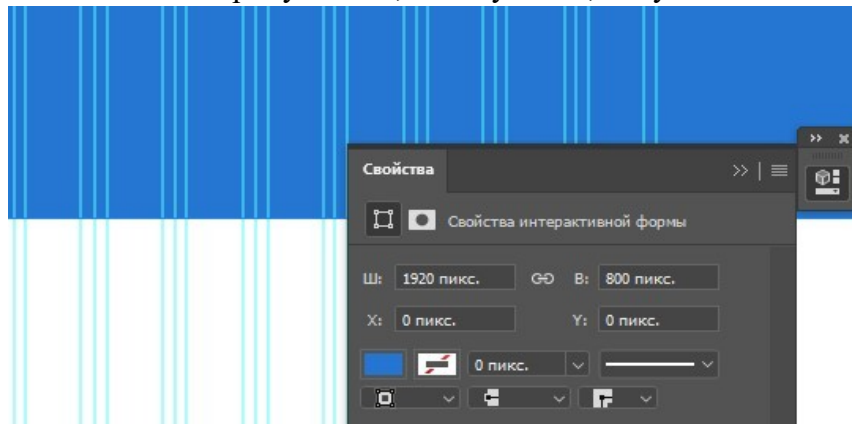 Свойства
Свойства интерактивной формы
Ш: 1920 пикс. В: 800 пикс.
X: 0 пикс. Y: 0 пикс.
0 пикс.